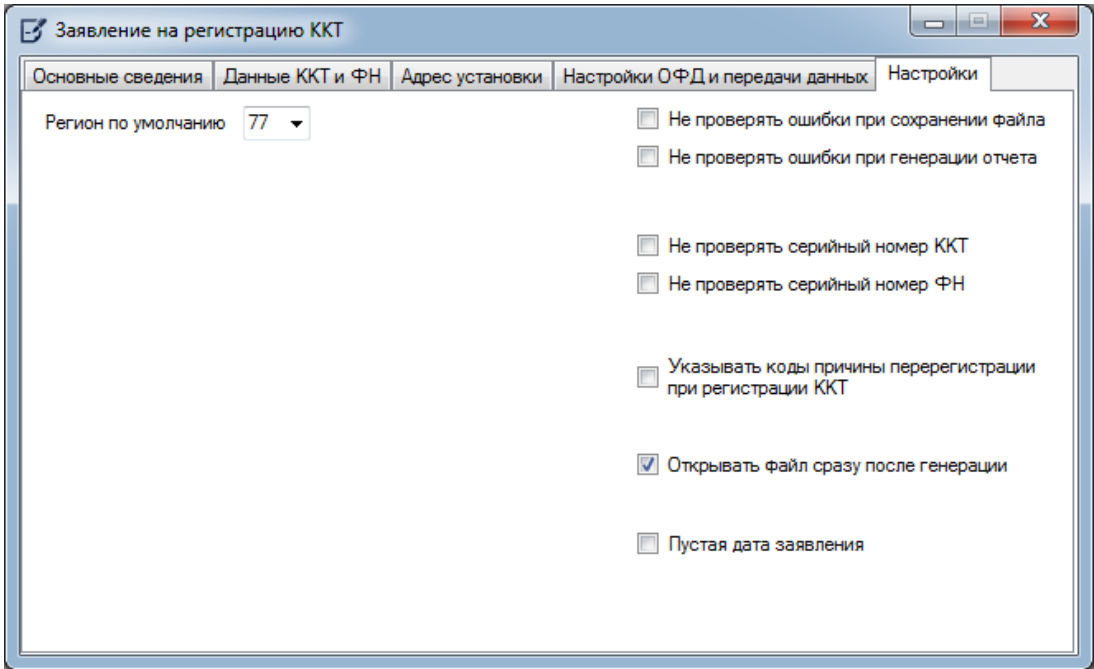 Заявление на регистрацию ККТ
Основные сведения
Данные ККТ и ФН
Адрес установки
Настройки ОФД и передачи данных
Настройки
Регион по умолчанию 77
Не проверять ошибки при сохранении файла
Не проверять ошибки при генерации отчета
Не проверять серийный номер ККТ
Не проверять серийный номер ФН
Указывать коды причины перерегистрации
при регистрации ККТ
Открывать файл сразу после генерации
Пустая дата заявления